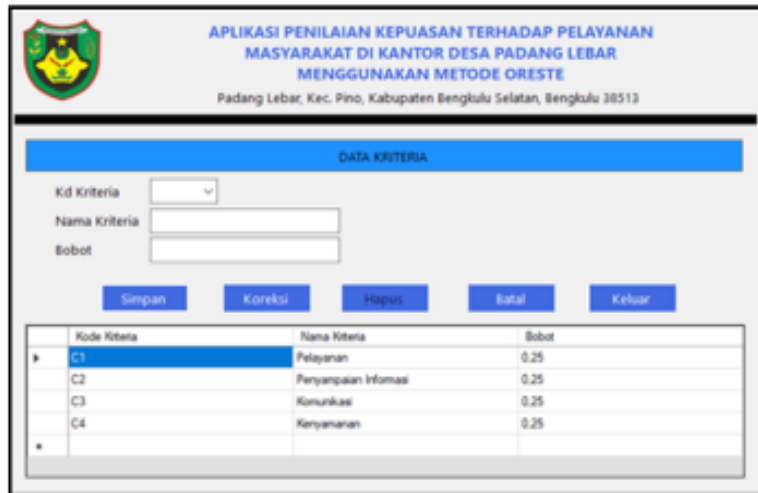 APLIKASI PENILAIAN KEPUASAN TERHADAP PELAYANAN
MASYARAKAT DI KANTOR DESA PADANG LEBAR
MENGGUNAKAN METODE ORESTE
Padang Lebar, Kec. Pino, Kabupaten Bengkulu Selatan, Bengkulu 38513
DATA KRITERIA
Kd Kriteria
Nama Kriteria
Bobot
Simpan Koreksi Hapus Batal Keluar
Kode Kriteria Nama Kriteria Bobot
C1 Pelayanan 0,25
C2 Penyampaian Informasi 0,25
C3 Komunikasi 0,25
C4 Kenyamanan 0,25